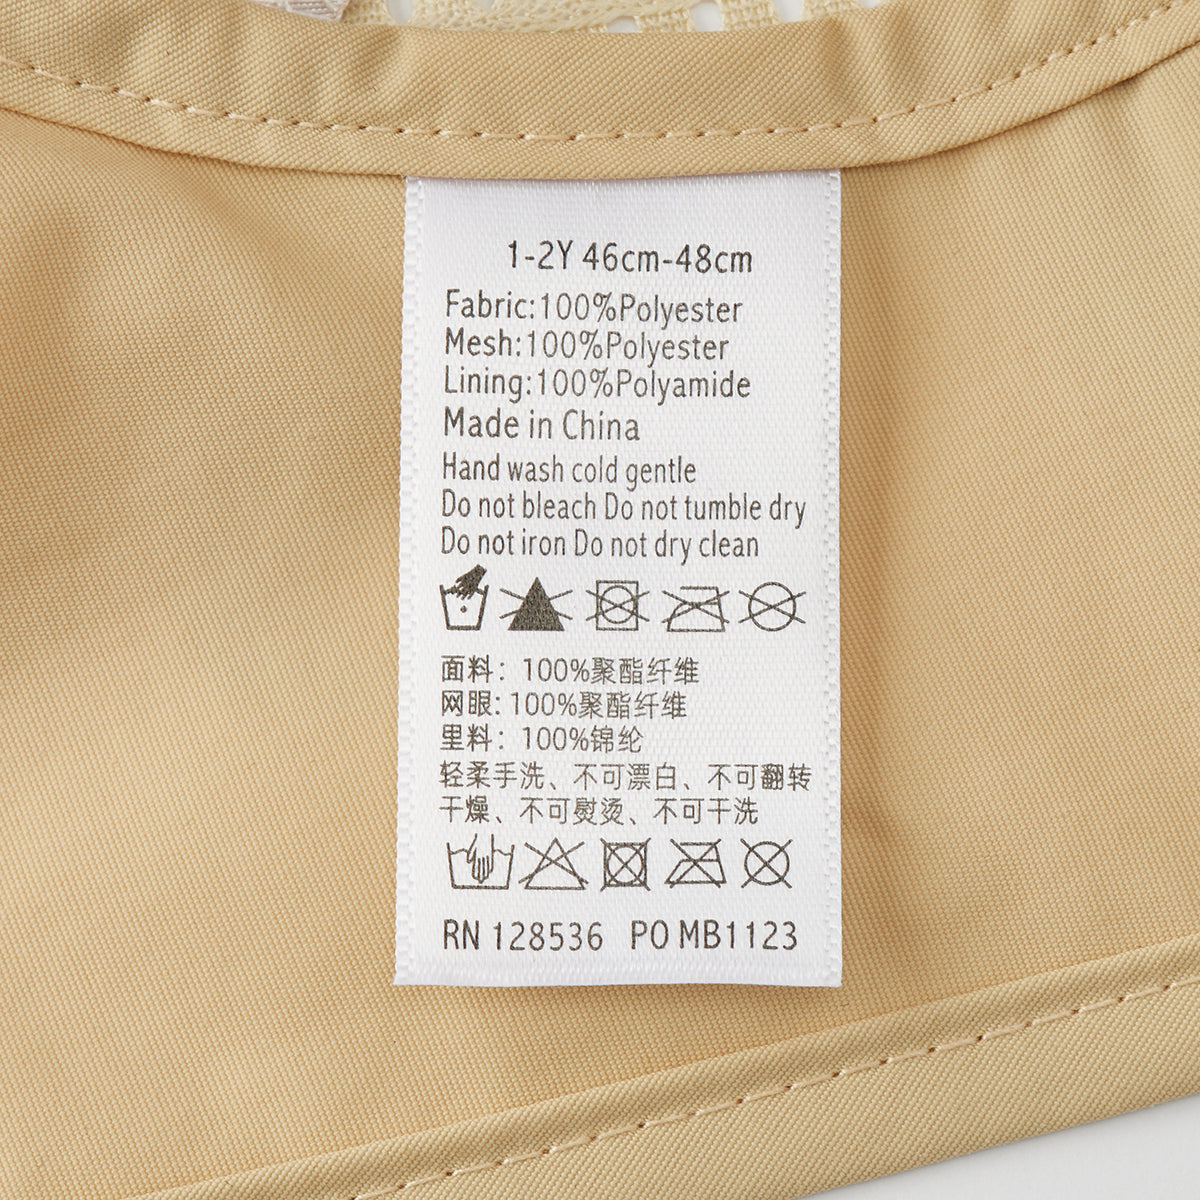 1-2Y 46cm-48cm
Fabric:100%Polyester
Mesh:100%Polyester
Lining:100%Polyamide
Made in China
Hand wash cold gentle
Do not bleach Do not tumble dry
Do not iron Do not dry clean
面料：100%聚酯纤维
网眼：100%聚酯纤维
里料：100%锦纶
轻柔手洗、不可漂白、不可翻转
干燥、不可熨烫、不可干洗
RN 128536 PO MB1123